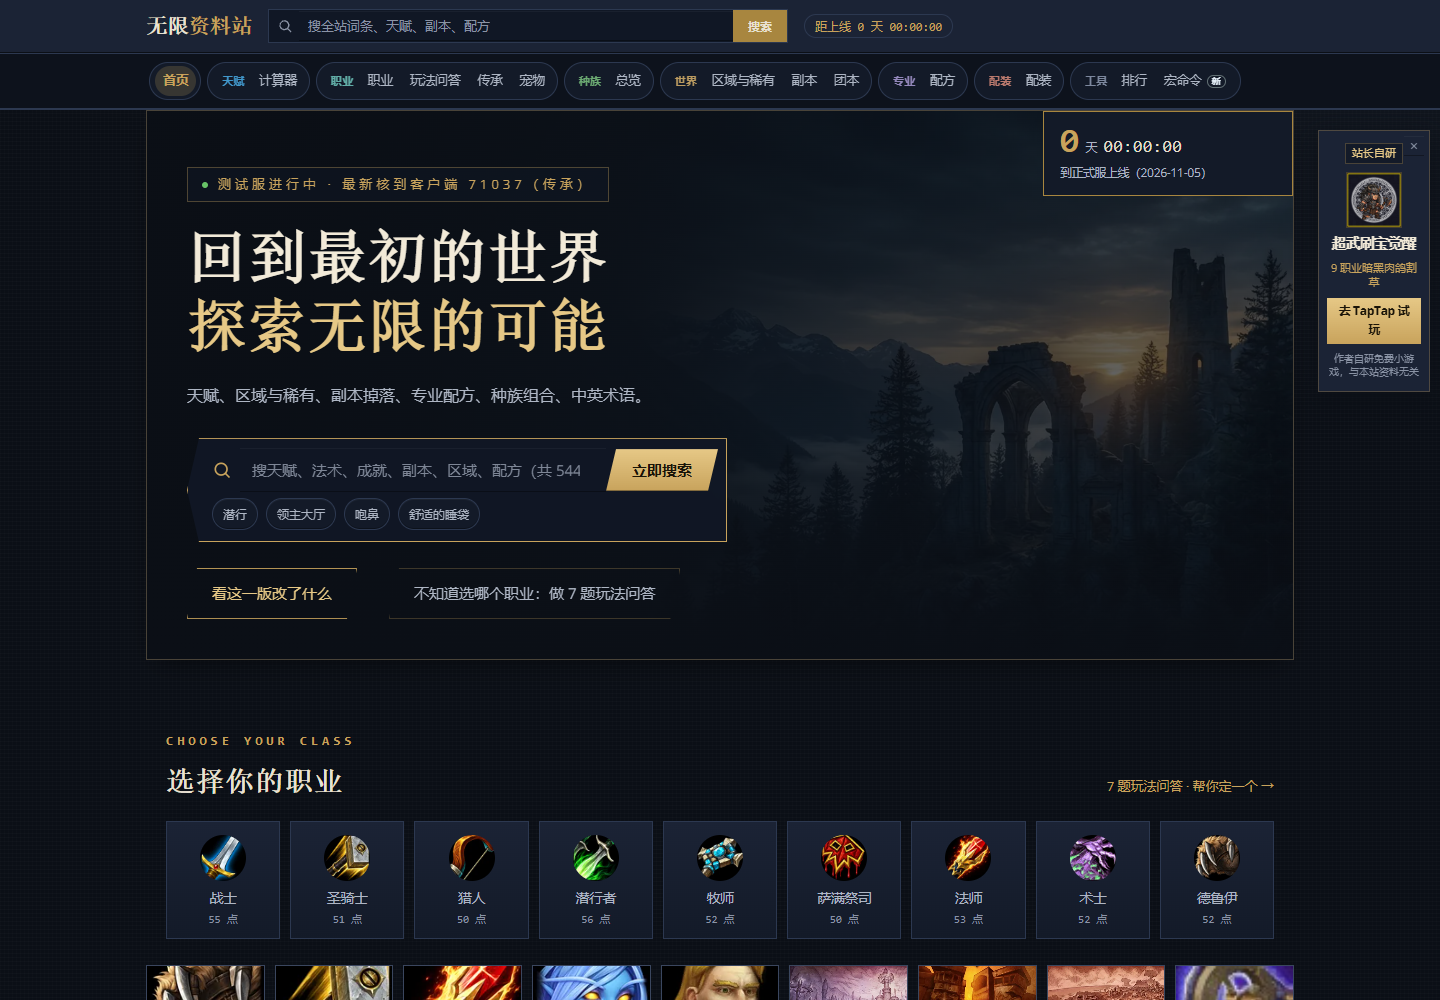 无限资料站
搜全站词条、天赋、副本、配方
搜索
距上线 0 天 00:00:00
首页
天赋 计算器
职业 职业 玩法问答 传承 宠物
种族 总览
世界 区域与稀有 副本 团本
专业 配方
配装 配装
工具 排行 宏命令 新
0 天 00:00:00
到正式服上线 (2026-11-05)
测试服进行中 · 最新核到客户端 71037 (传承)
回到最初的世界
探索无限的可能
天赋、区域与稀有、副本掉落、专业配方、种族组合、中英术语。
搜天赋、法术、成就、副本、区域、配方（共 544
立即搜索
潜行 领主大厅 咆鼻 舒适的睡袋
看这一版改了什么
不知道选哪个职业：做 7 题玩法问答
站长自研
×
超武刷宝觉醒
9 职业暗黑肉鸽割
草
去 TapTap 试
玩
作者自研免费小游
戏，与本站资料无关
CHOOSE YOUR CLASS
选择你的职业
7 题玩法问答 · 帮你定一个 →
战士 圣骑士 猎人 潜行者 牧师 萨满祭司 法师 术士 德鲁伊
55 点 51 点 50 点 56 点 52 点 50 点 53 点 52 点 52 点